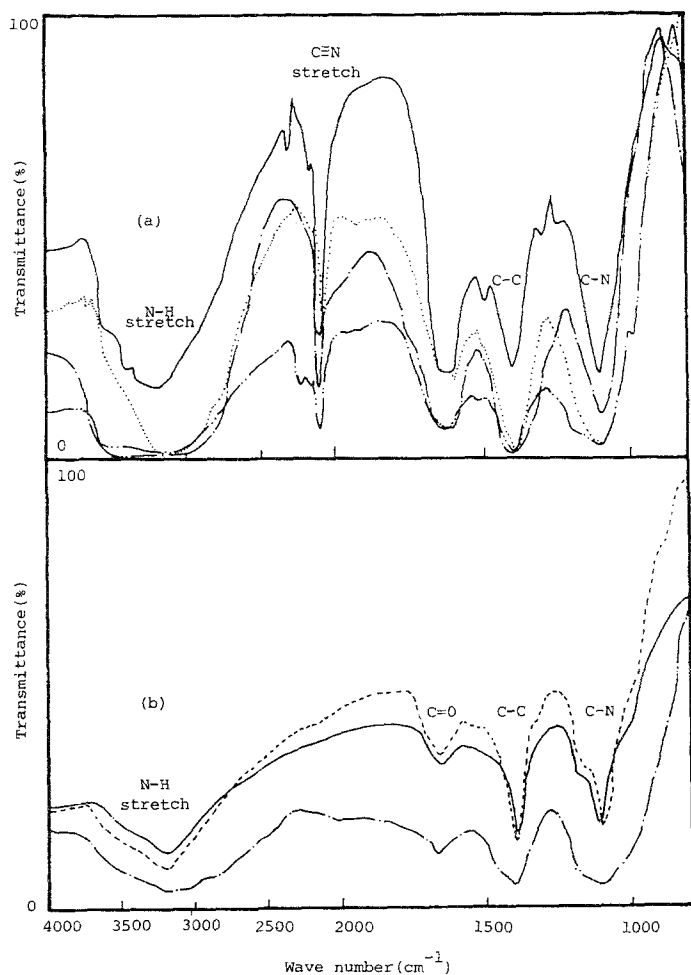 100
C≡N
stretch
(a)
N-H
stretch
C-C
C-N
Transmittance(%)
0
100
(b)
C=O
C-C
C-N
N-H
stretch
Transmittance(%)
0
4000 3500 3000 2500 2000 1500 1000
Wave number(cm⁻¹)